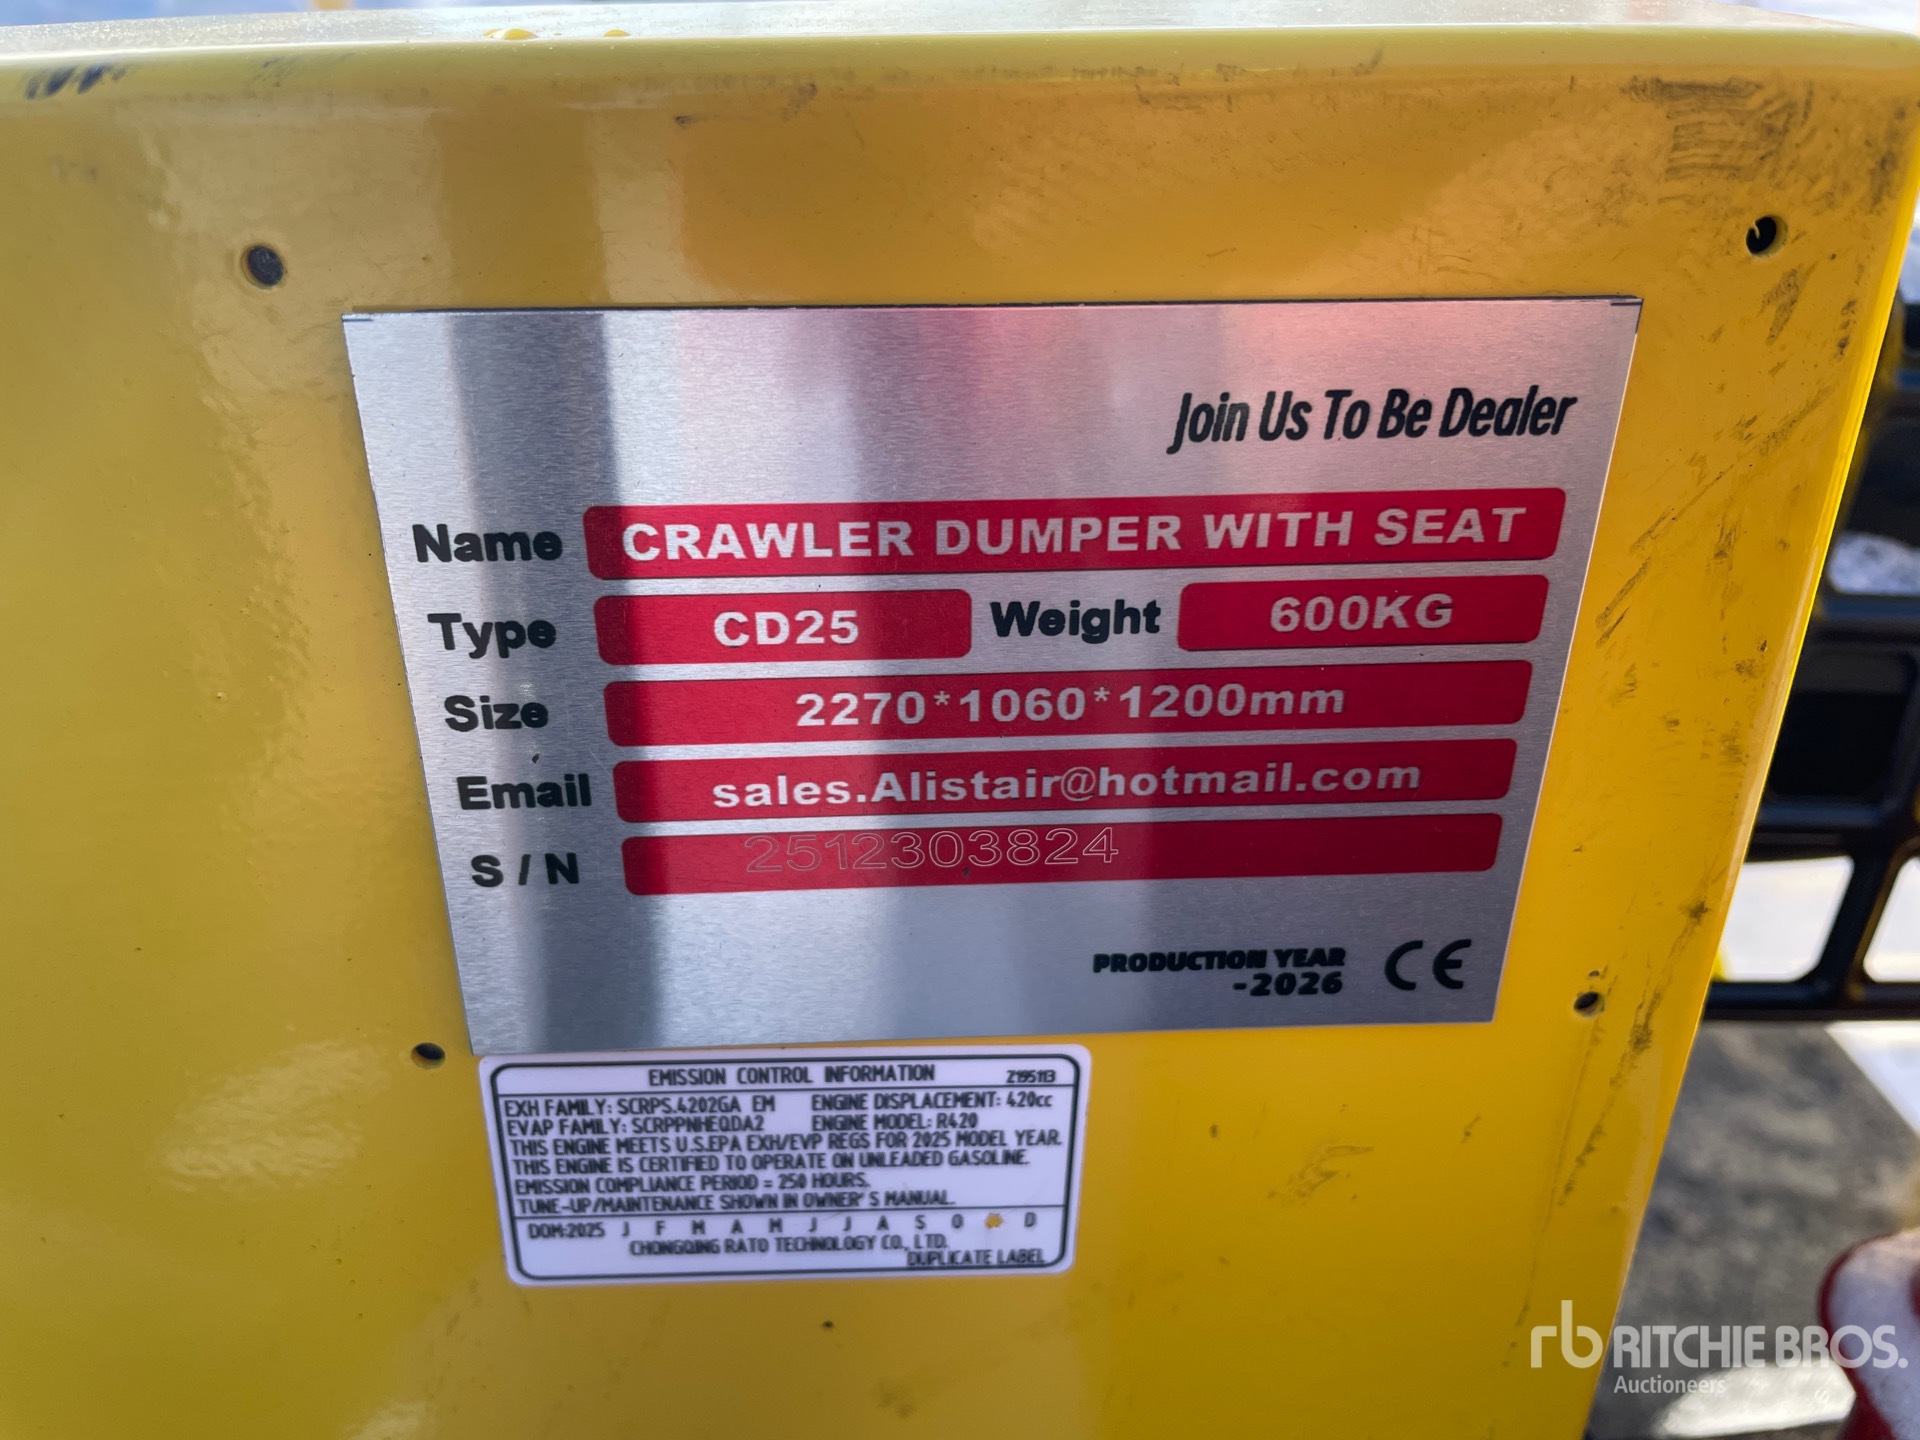 Join Us To Be Dealer
Name CRAWLER DUMPER WITH SEAT
Type CD25 Weight 600KG
Size 2270*1060*1200mm
Email sales.Alistair@hotmail.com
S / N 2512303824
PRODUCTION YEAR
-2026 CE
EMISSION CONTROL INFORMATION Z195113
EXH FAMILY: SCRPS.4202GA EM ENGINE DISPLACEMENT: 420cc
EVAP FAMILY: SCRPPNHEQDA2 ENGINE MODEL: R420
THIS ENGINE MEETS U.S.EPA EXH/EVP REGS FOR 2025 MODEL YEAR.
THIS ENGINE IS CERTIFIED TO OPERATE ON UNLEADED GASOLINE.
EMISSION COMPLIANCE PERIOD = 250 HOURS.
TUNE-UP/MAINTENANCE SHOWN IN OWNER'S MANUAL.
DOM:2025 J F M A M J J A S O D
CHONGQING RATO TECHNOLOGY CO., LTD.
DUPLICATE LABEL
rb RITCHIE BROS.
Auctioneers